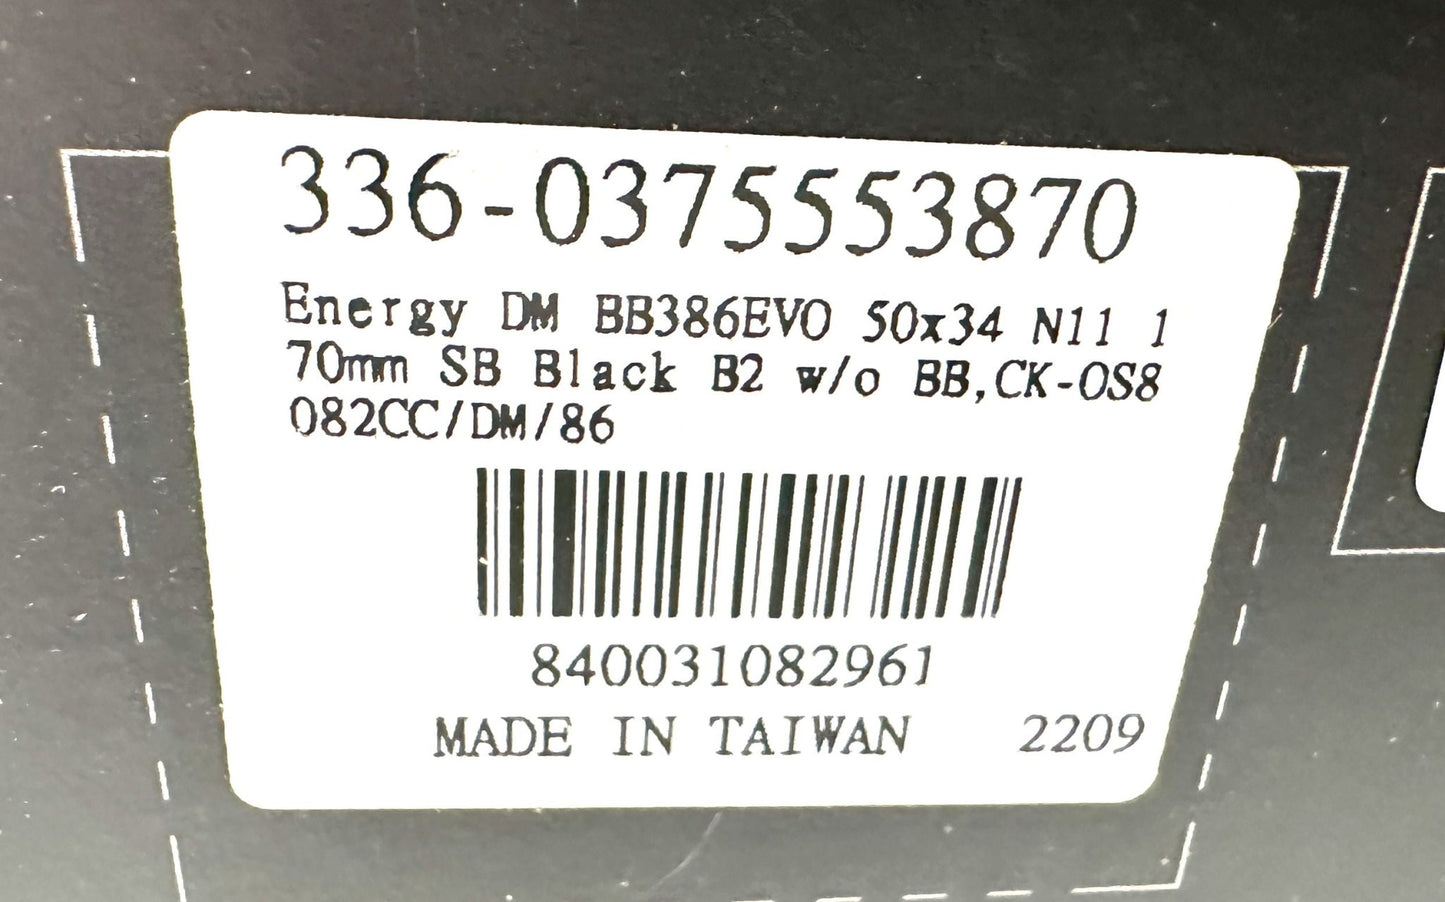 336-0375553870
Energy DM BB386EVO 50x34 N11 1
70mm SB Black B2 w/o BB,CK-OS8
082CC/DM/86
840031082961
MADE IN TAIWAN 2209